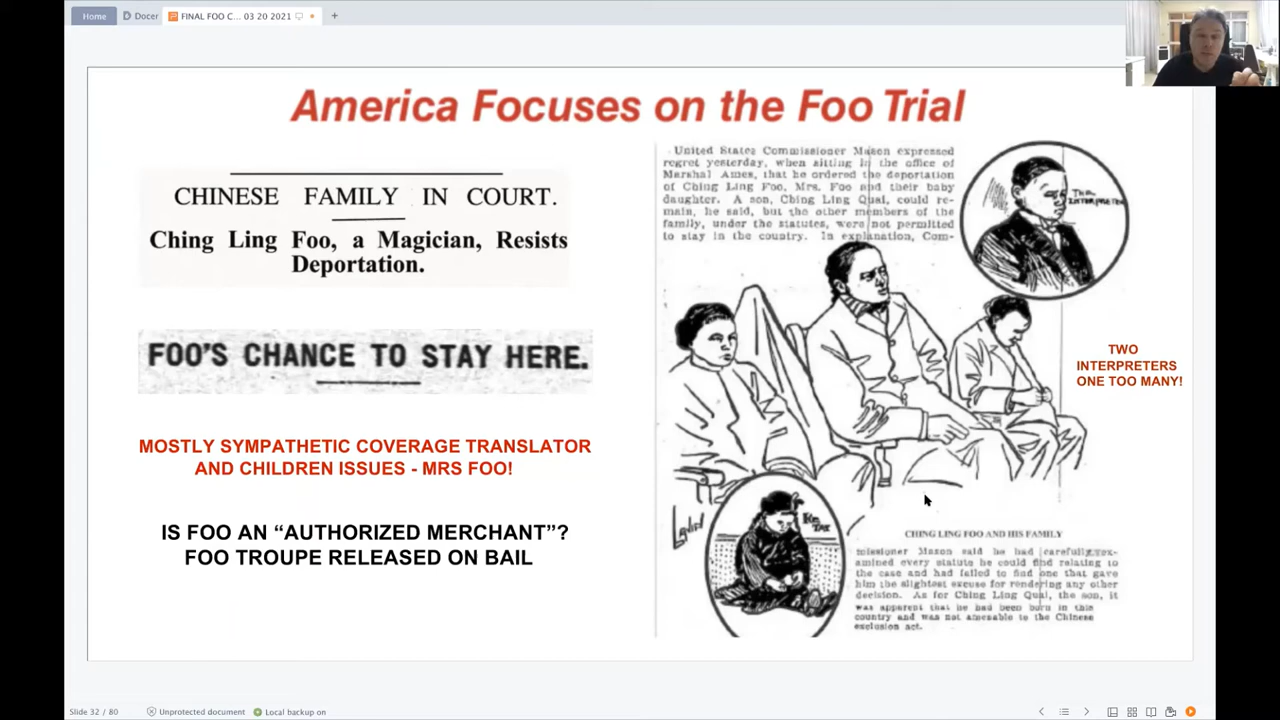 Home
Docer
FINAL FOO C... 03 20 2021
America Focuses on the Foo Trial
CHINESE FAMILY IN COURT.
Ching Ling Foo, a Magician, Resists
Deportation.
FOO'S CHANCE TO STAY HERE.
MOSTLY SYMPATHETIC COVERAGE TRANSLATOR
AND CHILDREN ISSUES - MRS FOO!
IS FOO AN “AUTHORIZED MERCHANT”?
FOO TROUPE RELEASED ON BAIL
United States Commissioner Mason expressed
regret yesterday, when sitting in the office of
Marshal Ames, that he ordered the deportation
of Ching Ling Foo, Mrs. Foo and their baby
daughter. A son, Ching Ling Quai, could re-
main, he said, but the other members of the
family, under the statutes, were not permitted
to stay in the country. In explanation, Com-
THE
INTERPRETER
TWO
INTERPRETERS
ONE TOO MANY!
CHING LING FOO AND HIS FAMILY
missioner Mason said he had carefully ex-
amined every statute he could find relating to
the case and had failed to find one that gave
him the slightest excuse for rendering any other
decision. As for Ching Ling Quai, the son, it
was apparent that he had been born in this
country and was not amenable to the Chinese
exclusion act.
Slide 32 / 80
Unprotected document
Local backup on